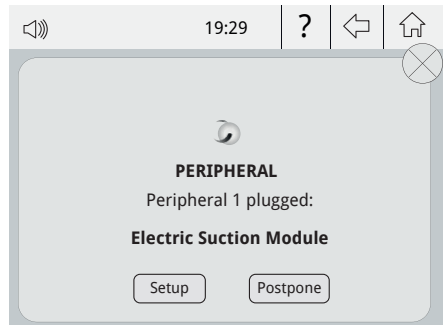 19:29 ?
PERIPHERAL
Peripheral 1 plugged:
Electric Suction Module
Setup Postpone